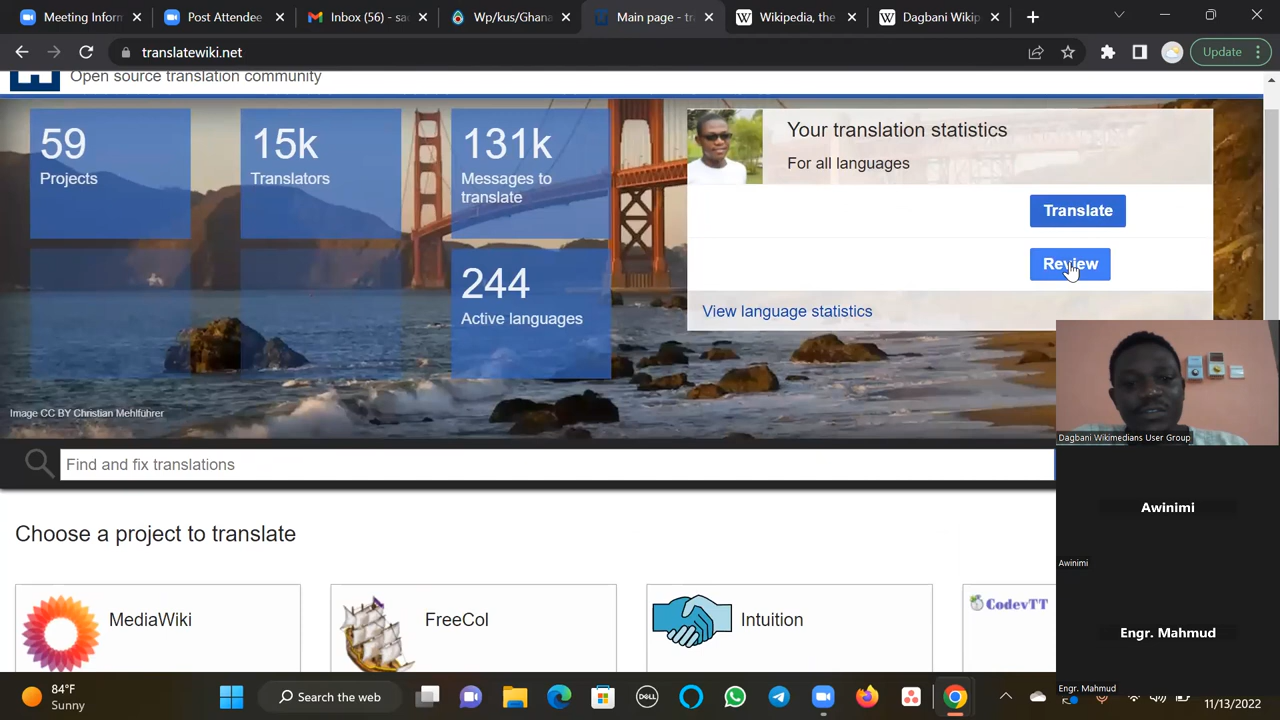 Meeting Inform
Post Attendee
Inbox (56) - sa
Wp/kus/Ghana
Main page - tr
Wikipedia, the
Dagbani Wikip
translatewiki.net
Update
Open source translation community
59
Projects
15k
Translators
131k
Messages to
translate
244
Active languages
Your translation statistics
For all languages
Translate
Review
View language statistics
Image CC BY Christian Mehlführer
Find and fix translations
Choose a project to translate
MediaWiki
FreeCol
Intuition
CodevTT
Dagbani Wikimedians User Group
Awinimi
Awinimi
Engr. Mahmud
Engr. Mahmud
84°F
Sunny
Search the web
DELL
11/13/2022